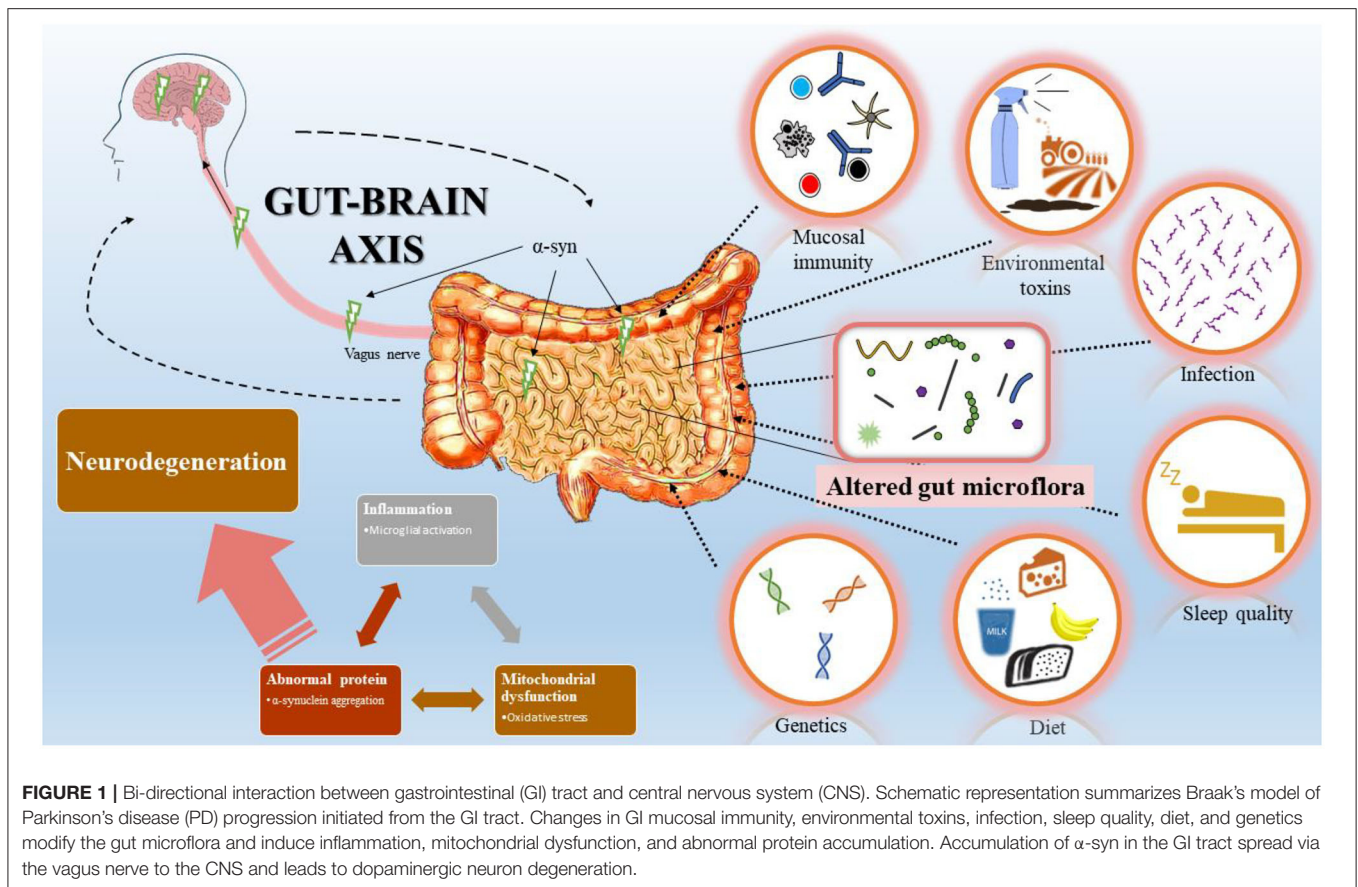 GUT-BRAIN
AXIS
α-syn
Vagus nerve
Mucosal
immunity
Environmental
toxins
Infection
Altered gut microflora
ZZ
Sleep quality
MILK
Genetics
Diet
Neurodegeneration
Inflammation
•Microglial activation
Abnormal protein
• α-synuclein aggregation
Mitochondrial
dysfunction
•Oxidative stress
FIGURE 1 | Bi-directional interaction between gastrointestinal (GI) tract and central nervous system (CNS). Schematic representation summarizes Braak’s model of
Parkinson’s disease (PD) progression initiated from the GI tract. Changes in GI mucosal immunity, environmental toxins, infection, sleep quality, diet, and genetics
modify the gut microflora and induce inflammation, mitochondrial dysfunction, and abnormal protein accumulation. Accumulation of α-syn in the GI tract spread via
the vagus nerve to the CNS and leads to dopaminergic neuron degeneration.